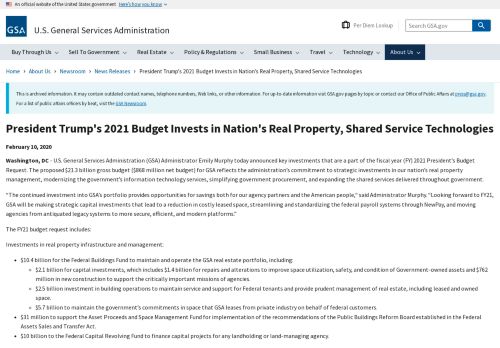 An official website of the United States government Here's how you know
GSA
U.S. General Services Administration
Per Diem Lookup
Search GSA.gov
Buy Through Us Sell To Government Real Estate Policy & Regulations Small Business Travel Technology About Us
Home About Us Newsroom News Releases President Trump's 2021 Budget Invests in Nation's Real Property, Shared Service Technologies
This is archived information. It may contain outdated contact names, telephone numbers, Web links, or other information. For up-to-date information visit GSA.gov pages by topic or contact our Office of Public Affairs at press@gsa.gov.
For a list of public affairs officers by beat, visit the GSA Newsroom.
President Trump's 2021 Budget Invests in Nation's Real Property, Shared Service Technologies
February 10, 2020
Washington, DC - U.S. General Services Administration (GSA) Administrator Emily Murphy today announced key investments that are a part of the fiscal year (FY) 2021 President's Budget
Request. The proposed $23.3 billion gross ($868 million net budget) for GSA reflects the administration's commitment to strategic investments in our nation's real property
management, modernizing the government's information technology services, simplifying government procurement, and expanding the shared services delivered throughout government.
"The continued investment into GSA's portfolio provides opportunities for savings both for our agency partners and the American people," said Administrator Murphy. "Looking forward to FY21,
GSA will be making strategic capital investments that lead to a reduction in costly leased space, streamlining and standardizing the federal payroll systems through NewPay, and moving
agencies from antiquated legacy systems to more secure, efficient, and modern platforms."
The FY21 budget request includes:
Investments in real property infrastructure and management:
$10.4 billion for the Federal Buildings Fund to maintain and operate the GSA real estate portfolio, including:
$2.1 billion for capital investments, which includes $1.4 billion for repairs and alterations to improve space utilization, safety, and condition of Government-owned assets and $762
million in new construction to support the critically important missions of agencies.
$2.5 billion investment in building operations to maintain service and support for Federal tenants and provide prudent management of real estate, including leased and owned
space.
$5.7 billion to maintain the government's commitments in space that GSA leases from private industry on behalf of federal customers.
$31 million to support the Asset Proceeds and Space Management Fund for implementation of the recommendations of the Public Buildings Reform Board established in the Federal
Assets Sales and Transfer Act.
$10 billion to the Federal Capital Revolving Fund to finance capital projects for any landholding or land-managing agency.